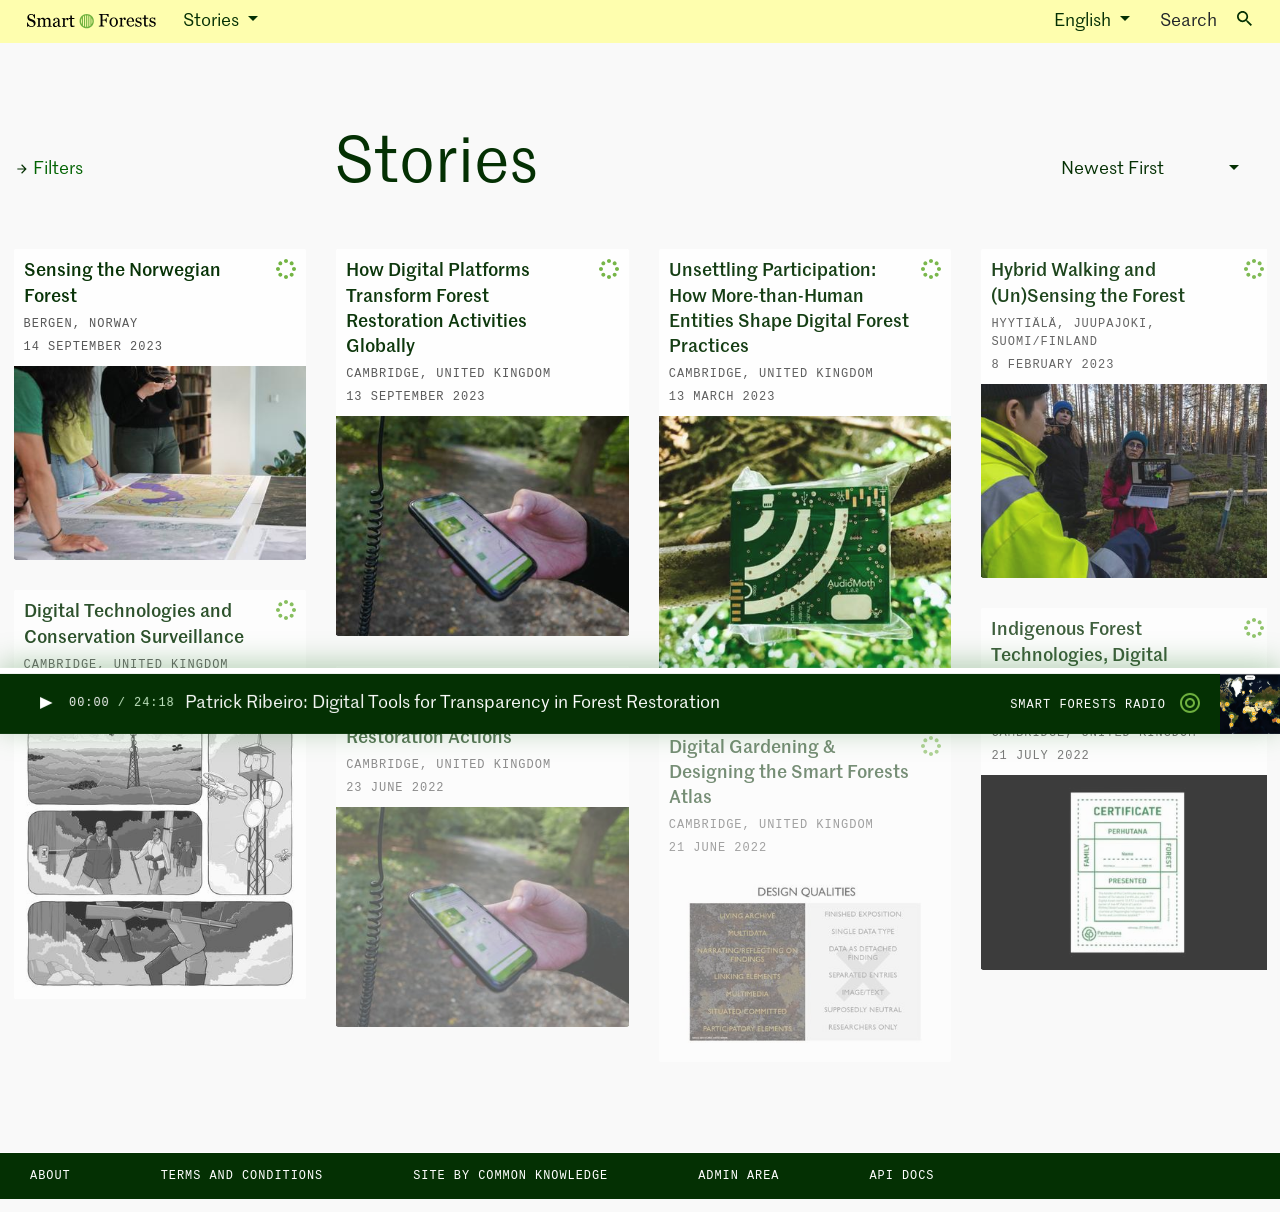 Smart Forests
Stories
English
Search
Filters
Stories
Newest First
Sensing the Norwegian
Forest
BERGEN, NORWAY
14 SEPTEMBER 2023
How Digital Platforms
Transform Forest
Restoration Activities
Globally
CAMBRIDGE, UNITED KINGDOM
13 SEPTEMBER 2023
Unsettling Participation:
How More-than-Human
Entities Shape Digital Forest
Practices
CAMBRIDGE, UNITED KINGDOM
13 MARCH 2023
AudioMoth
1.0.0
Hybrid Walking and
(Un)Sensing the Forest
HYYTIÄLÄ, JUUPAJOKI,
SUOMI/FINLAND
8 FEBRUARY 2023
Digital Technologies and
Conservation Surveillance
CAMBRIDGE, UNITED KINGDOM
Indigenous Forest
Technologies, Digital
00:00 / 24:18
Patrick Ribeiro: Digital Tools for Transparency in Forest Restoration
SMART FORESTS RADIO
Restoration Actions
CAMBRIDGE, UNITED KINGDOM
23 JUNE 2022
Digital Gardening &
Designing the Smart Forests
Atlas
CAMBRIDGE, UNITED KINGDOM
21 JUNE 2022
DESIGN QUALITIES
LIVING ARCHIVE
MULTIDATA
NARRATING/REFLECTING ON
FINDINGS
LINKING ELEMENTS
MULTIMEDIA
SITUATED/COMMITTED
PARTICIPATORY ELEMENTS
FINISHED EXPOSITION
SINGLE DATA TYPE
DATA AS DETACHED
FINDING
SEPARATED ENTRIES
IMAGE/TEXT
SUPPOSEDLY NEUTRAL
RESEARCHERS ONLY
CAMBRIDGE, UNITED KINGDOM
21 JULY 2022
CERTIFICATE
PERHUTANA
FAMILY
Name
FOREST
PRESENTED
Perhutana
ABOUT
TERMS AND CONDITIONS
SITE BY COMMON KNOWLEDGE
ADMIN AREA
API DOCS